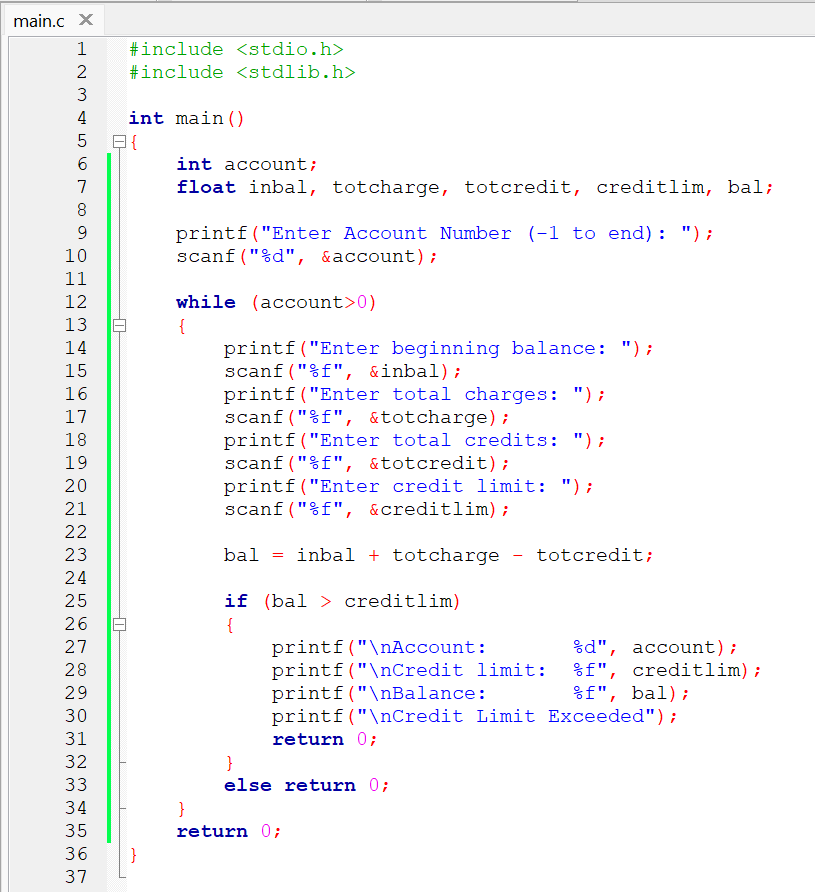 main.c ✕
1 #include <stdio.h>
2 #include <stdlib.h>
3
4 int main()
5 {
6     int account;
7     float inbal, totcharge, totcredit, creditlim, bal;
8
9     printf("Enter Account Number (-1 to end): ");
10     scanf("%d", &account);
11
12     while (account>0)
13     {
14         printf("Enter beginning balance: ");
15         scanf("%f", &inbal);
16         printf("Enter total charges: ");
17         scanf("%f", &totcharge);
18         printf("Enter total credits: ");
19         scanf("%f", &totcredit);
20         printf("Enter credit limit: ");
21         scanf("%f", &creditlim);
22
23         bal = inbal + totcharge - totcredit;
24
25         if (bal > creditlim)
26         {
27             printf("\nAccount:       %d", account);
28             printf("\nCredit limit:  %f", creditlim);
29             printf("\nBalance:       %f", bal);
30             printf("\nCredit Limit Exceeded");
31             return 0;
32         }
33         else return 0;
34     }
35     return 0;
36 }
37